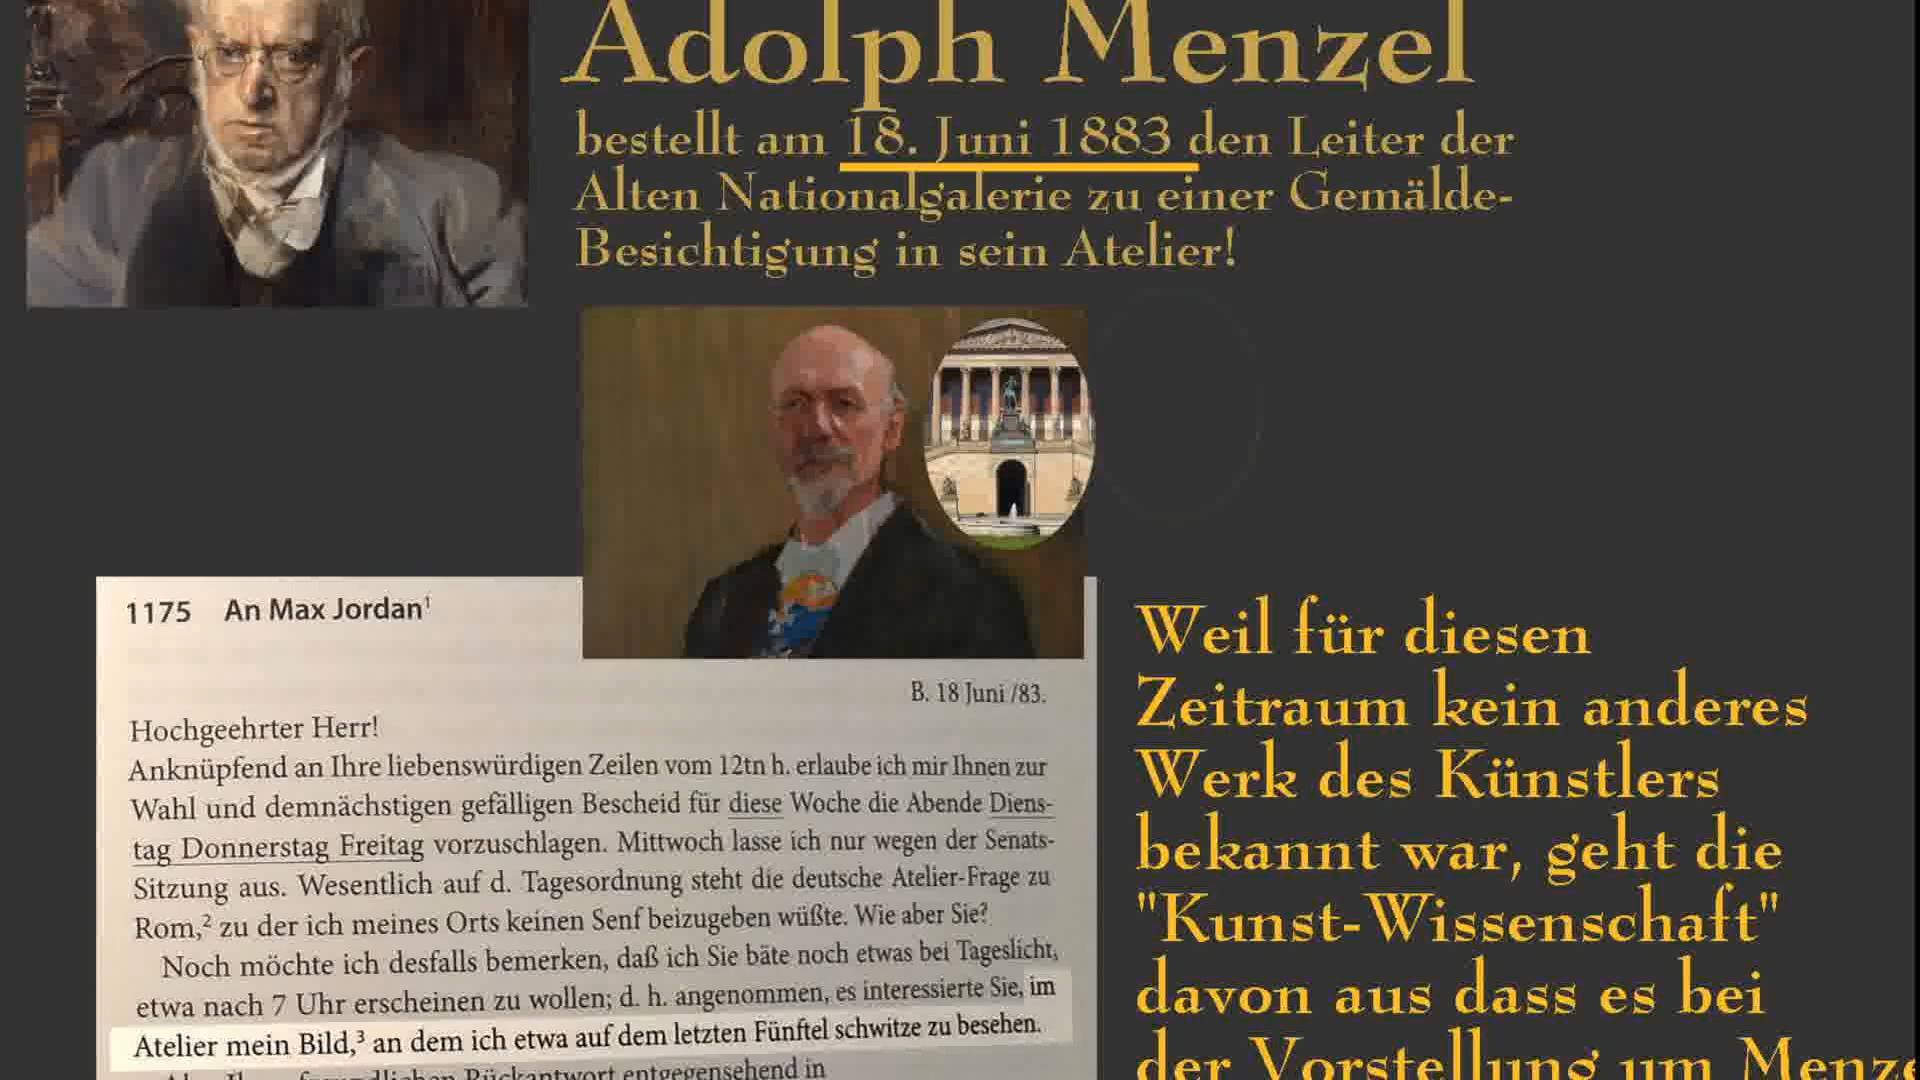 Adolph Menzel
bestellt am 18. Juni 1883 den Leiter der
Alten Nationalgalerie zu einer Gemälde-
Besichtigung in sein Atelier!
1175 An Max Jordan¹
B. 18 Juni /83.
Hochgeehrter Herr!
Anknüpfend an Ihre liebenswürdigen Zeilen vom 12tn h. erlaube ich mir Ihnen zur
Wahl und demnächstigen gefälligen Bescheid für diese Woche die Abende Diens-
tag Donnerstag Freitag vorzuschlagen. Mittwoch lasse ich nur wegen der Senats-
Sitzung aus. Wesentlich auf d. Tagesordnung steht die deutsche Atelier-Frage zu
Rom,² zu der ich meines Orts keinen Senf beizugeben wüßte. Wie aber Sie?
Noch möchte ich desfalls bemerken, daß ich Sie bäte noch etwas bei Tageslicht,
etwa nach 7 Uhr erscheinen zu wollen; d. h. angenommen, es interessierte Sie, im
Atelier mein Bild,³ an dem ich etwa auf dem letzten Fünftel schwitze zu besehen.
Rückantwort entgegensehend in
Weil für diesen
Zeitraum kein anderes
Werk des Künstlers
bekannt war, geht die
"Kunst-Wissenschaft"
davon aus dass es bei
der Vorstellung um Menze